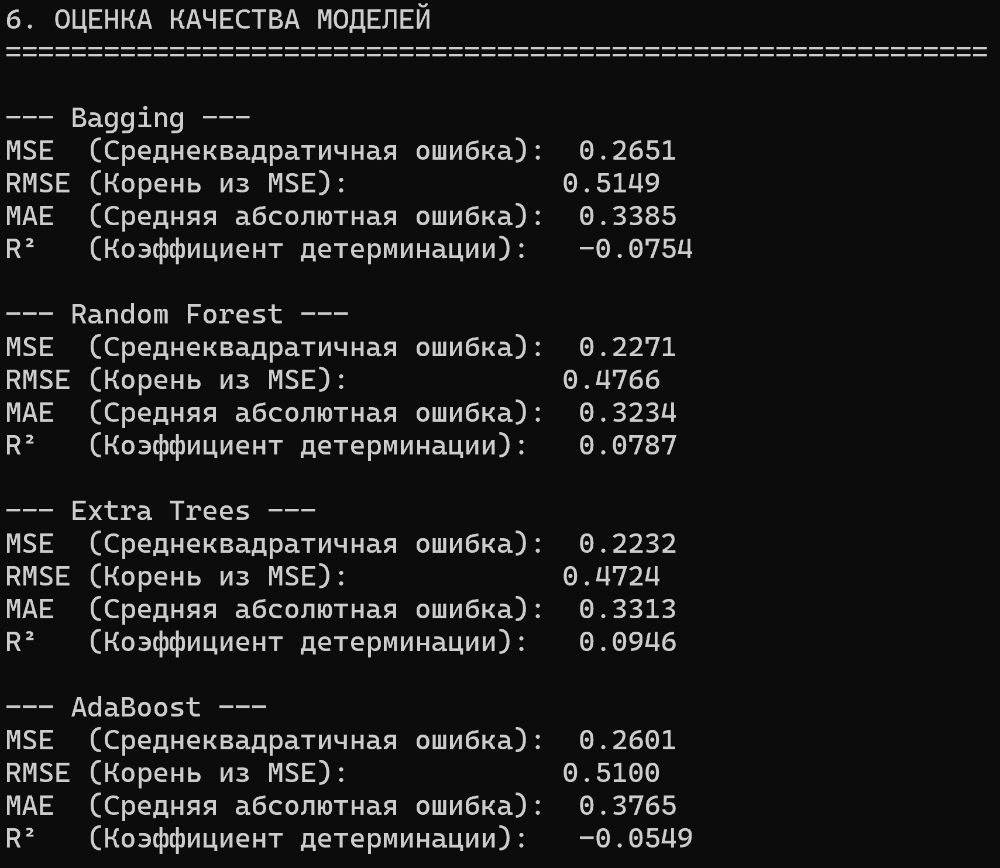 6. ОЦЕНКА КАЧЕСТВА МОДЕЛЕЙ
============================================================
--- Bagging ---
MSE  (Среднеквадратичная ошибка):  0.2651
RMSE (Корень из MSE):             0.5149
MAE  (Средняя абсолютная ошибка):  0.3385
R²   (Коэффициент детерминации):   -0.0754
--- Random Forest ---
MSE  (Среднеквадратичная ошибка):  0.2271
RMSE (Корень из MSE):             0.4766
MAE  (Средняя абсолютная ошибка):  0.3234
R²   (Коэффициент детерминации):   0.0787
--- Extra Trees ---
MSE  (Среднеквадратичная ошибка):  0.2232
RMSE (Корень из MSE):             0.4724
MAE  (Средняя абсолютная ошибка):  0.3313
R²   (Коэффициент детерминации):   0.0946
--- AdaBoost ---
MSE  (Среднеквадратичная ошибка):  0.2601
RMSE (Корень из MSE):             0.5100
MAE  (Средняя абсолютная ошибка):  0.3765
R²   (Коэффициент детерминации):   -0.0549